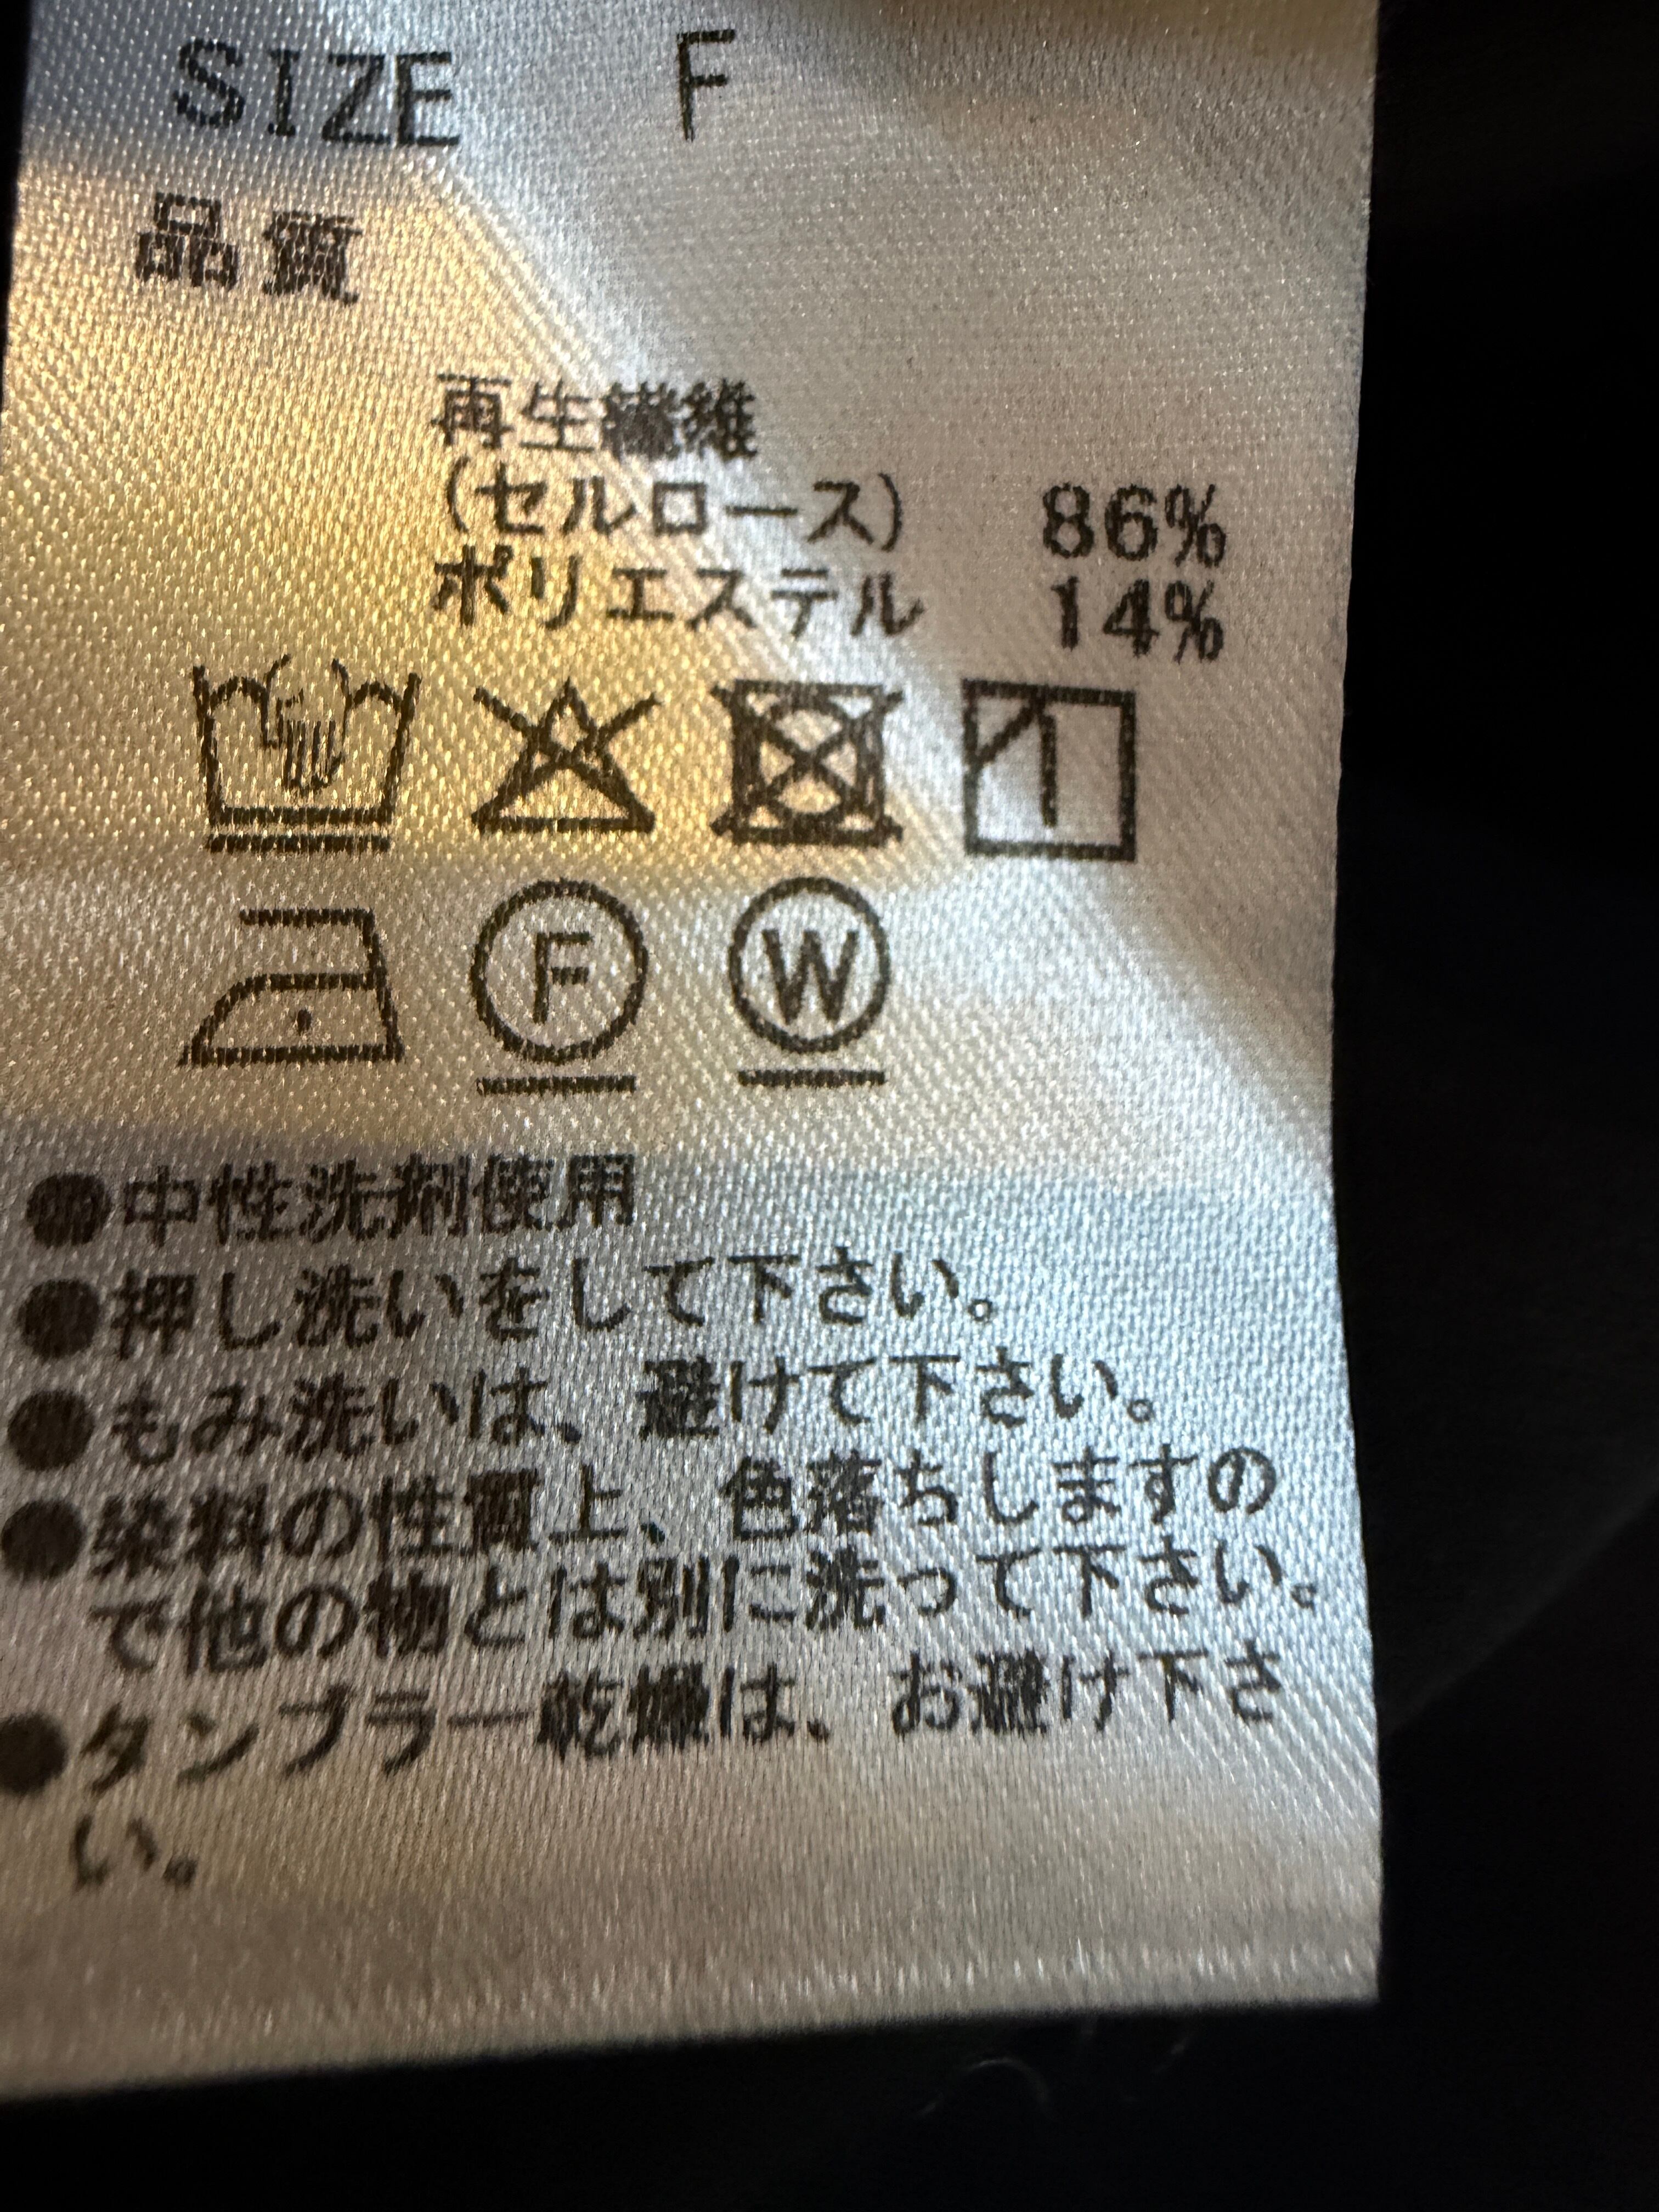 SIZE F
品質
再生繊維
(セルロース) 86%
ポリエステル 14%
F W
●中性洗剤使用
●押し洗いをして下さい。
●もみ洗いは、避けて下さい。
●染料の性質上、色落ちしますの
で他の物とは別に洗って下さい。
●タンブラー乾燥は、お避け下さ
い。